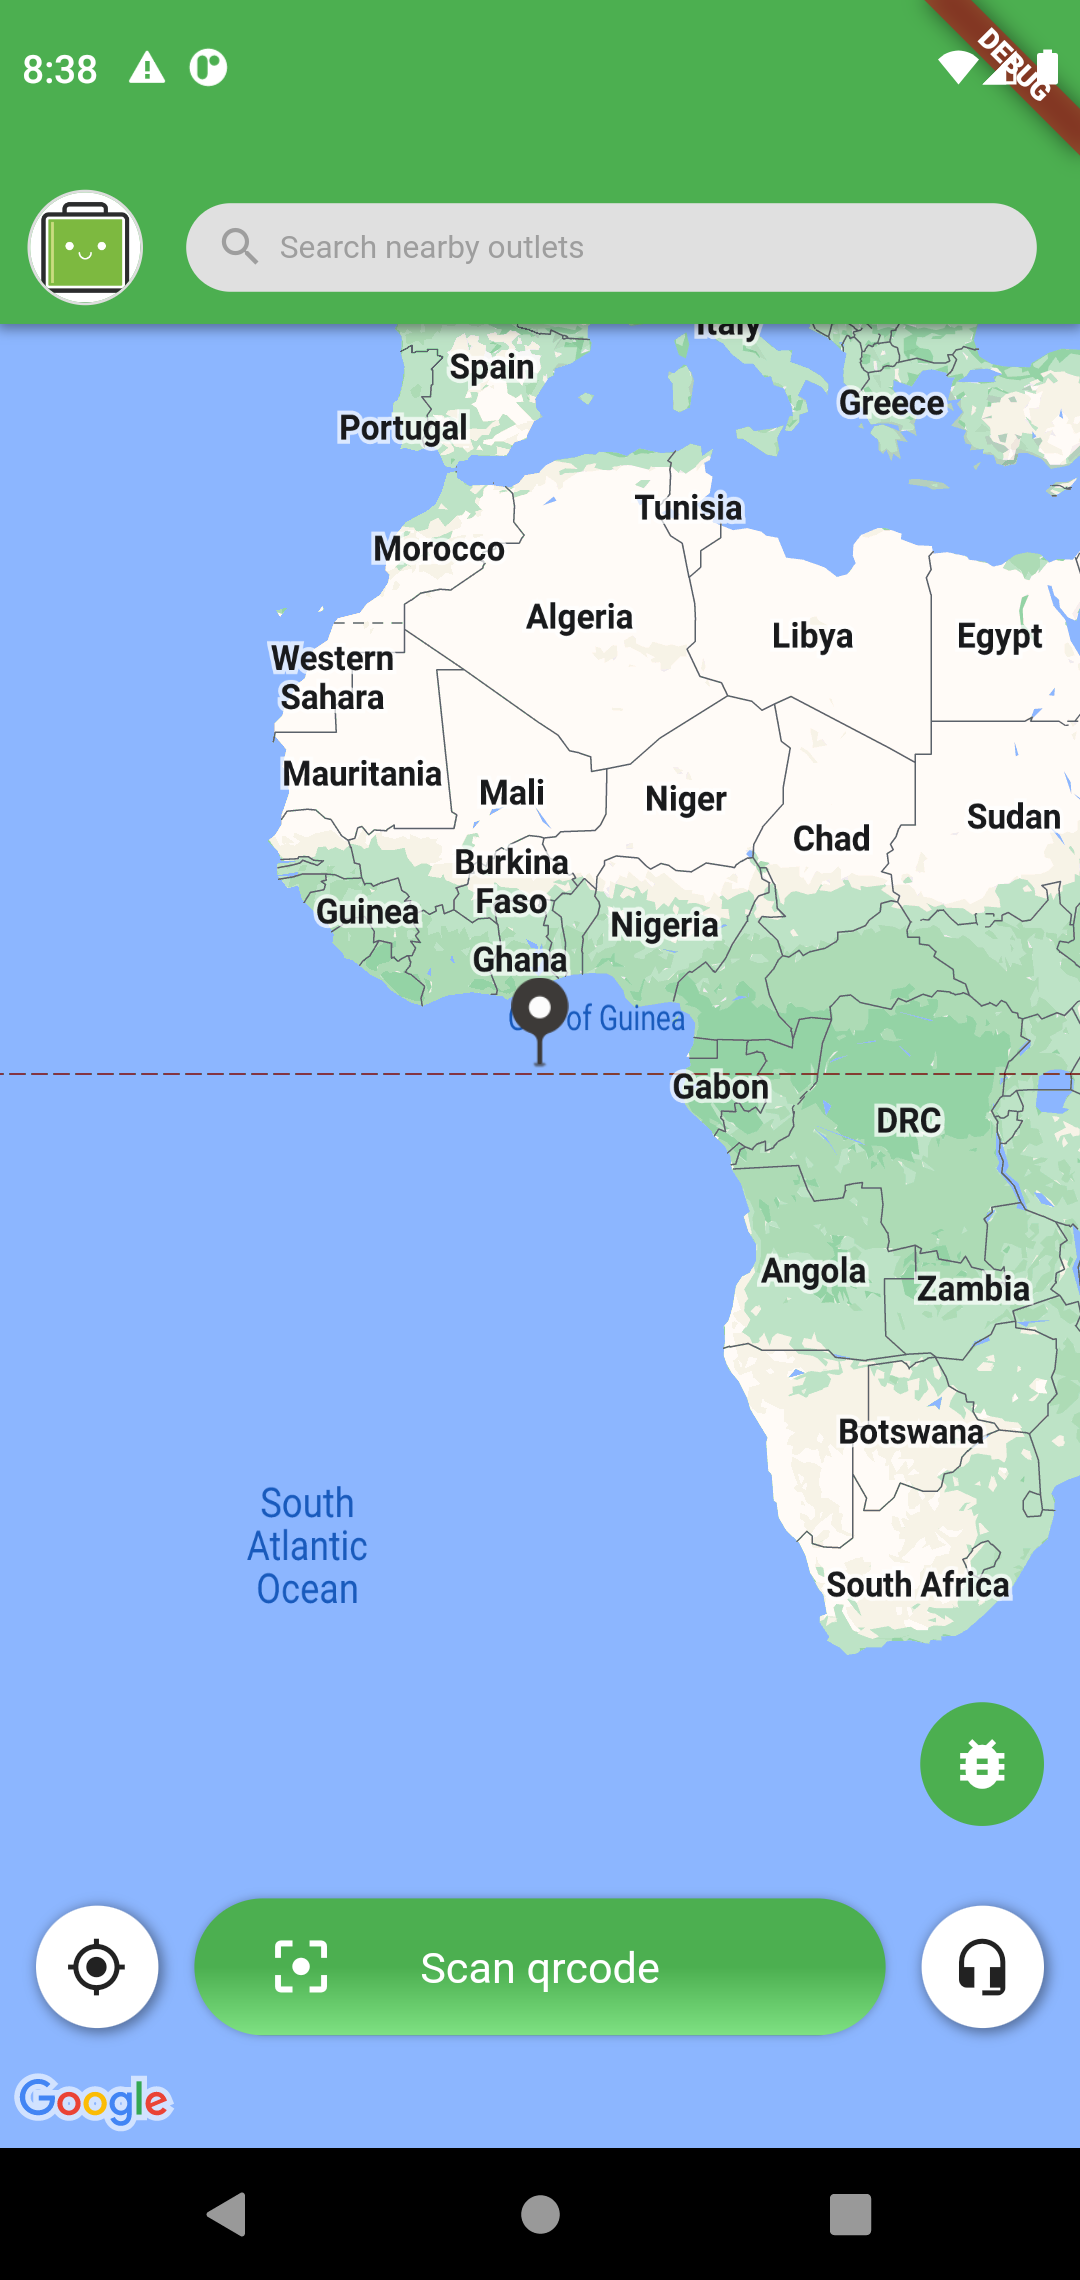 8:38
DEBUG
Search nearby outlets
Italy
Spain
Greece
Portugal
Tunisia
Morocco
Algeria
Libya
Egypt
Western
Sahara
Mauritania
Mali
Niger
Sudan
Chad
Burkina
Faso
Guinea
Nigeria
Ghana
of Guinea
Gabon
DRC
Angola
Zambia
Botswana
South
Atlantic
Ocean
South Africa
Scan qrcode
Google